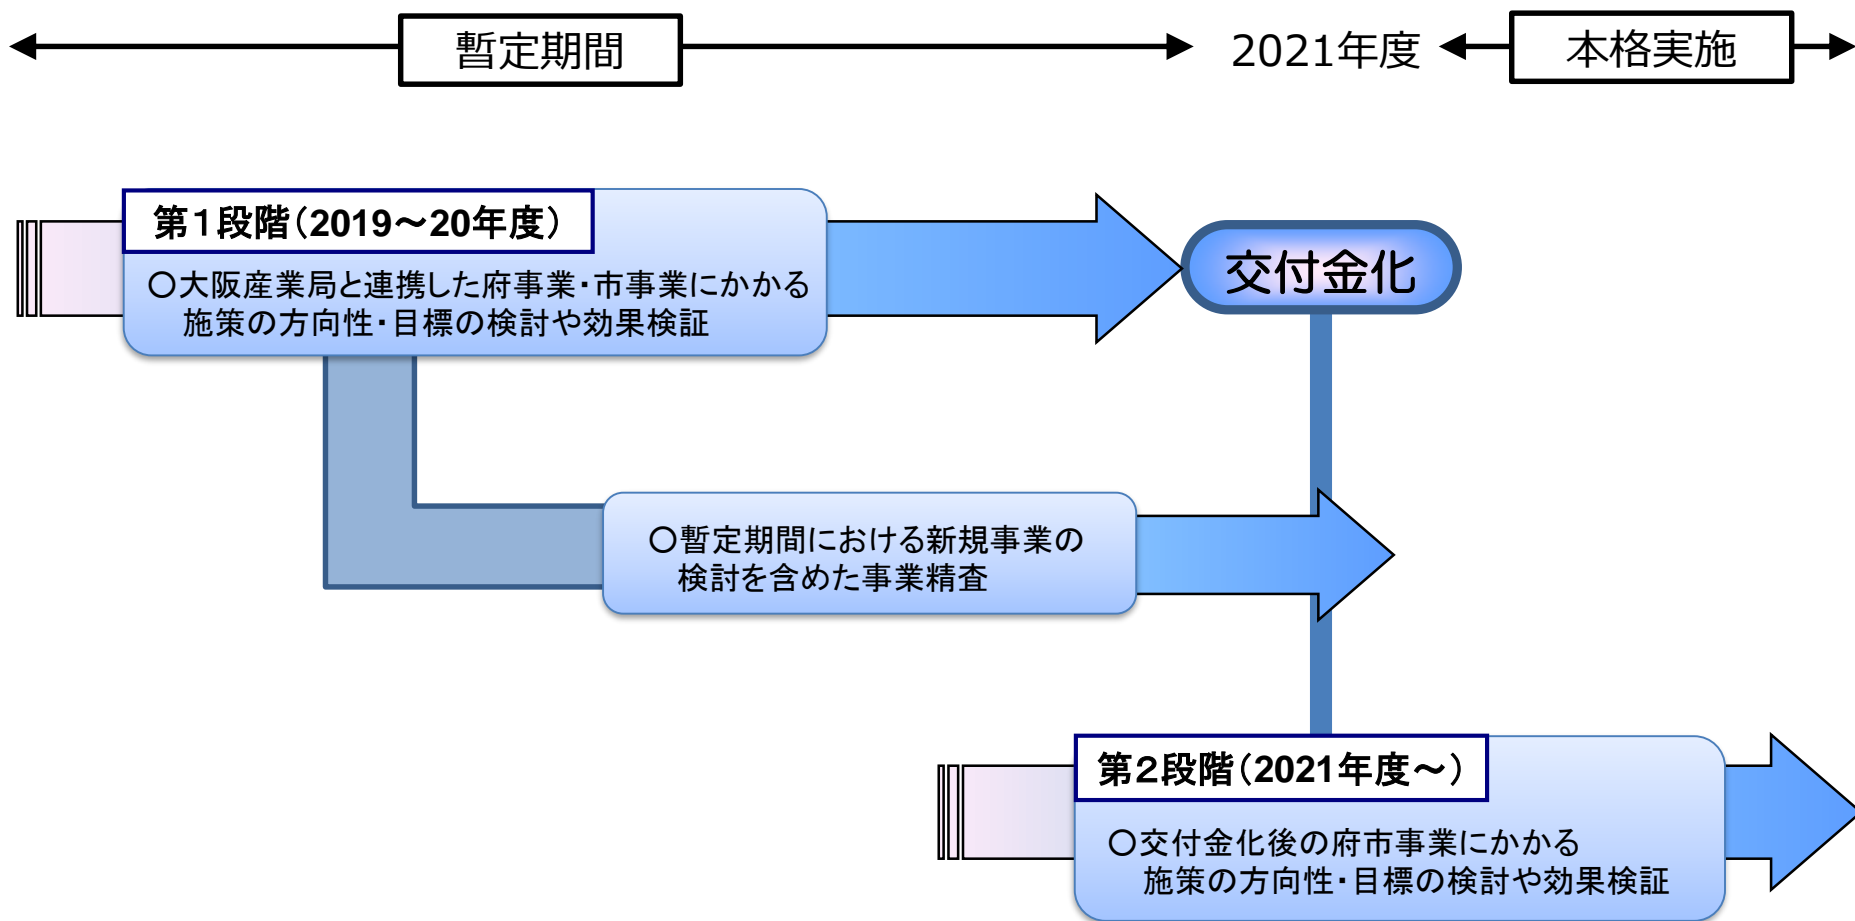 暫定期間
2021年度
本格実施
第１段階（2019～20年度）
○大阪産業局と連携した府事業・市事業にかかる
施策の方向性・目標の検討や効果検証
交付金化
○暫定期間における新規事業の
検討を含めた事業精査
第２段階（2021年度～）
○交付金化後の府市事業にかかる
施策の方向性・目標の検討や効果検証